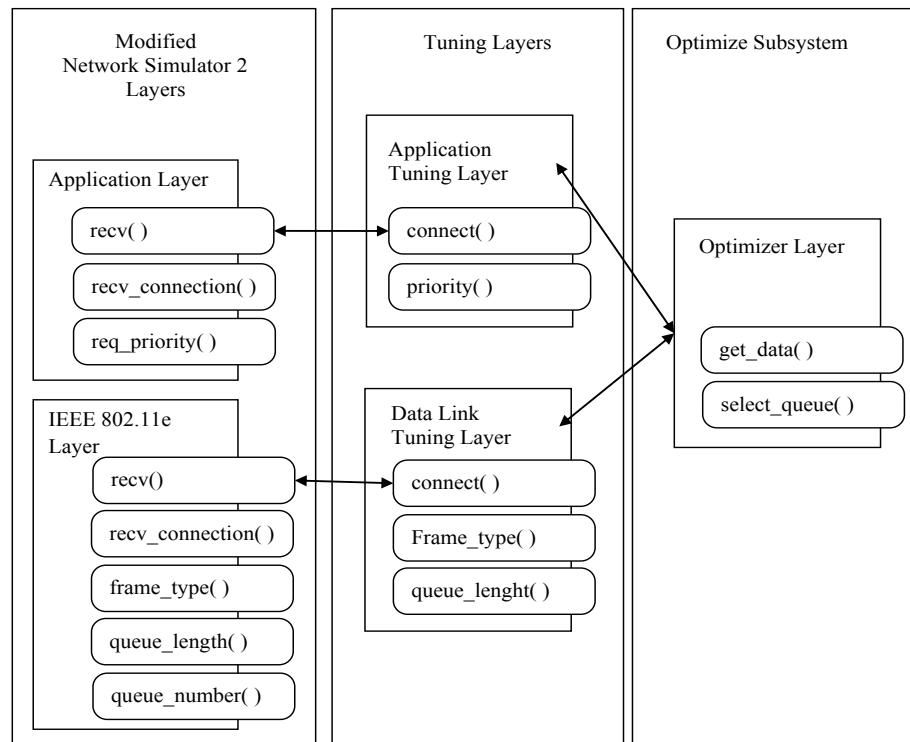 Modified
Network Simulator 2
Layers
Application Layer
recv( )
recv_connection( )
req_priority( )
IEEE 802.11e
Layer
recv()
recv_connection( )
frame_type( )
queue_length( )
queue_number( )
Tuning Layers
Application
Tuning Layer
connect( )
priority( )
Data Link
Tuning Layer
connect( )
Frame_type( )
queue_lenght( )
Optimize Subsystem
Optimizer Layer
get_data( )
select_queue( )